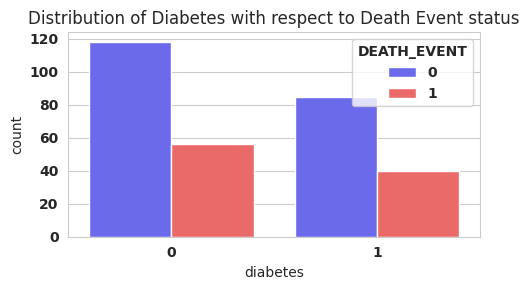 Distribution of Diabetes with respect to Death Event status
DEATH_EVENT
0
1
count
120
100
80
60
40
20
0
0
1
diabetes